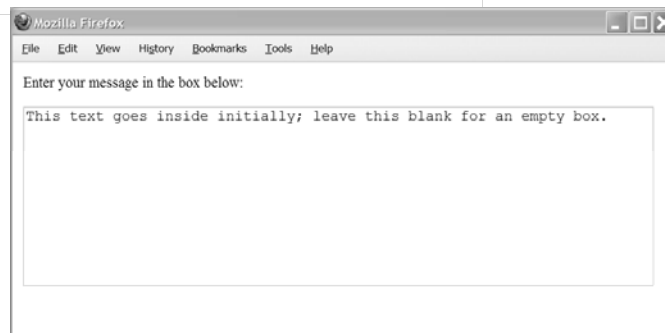 Mozilla Firefox
File Edit View History Bookmarks Tools Help
Enter your message in the box below:
This text goes inside initially; leave this blank for an empty box.